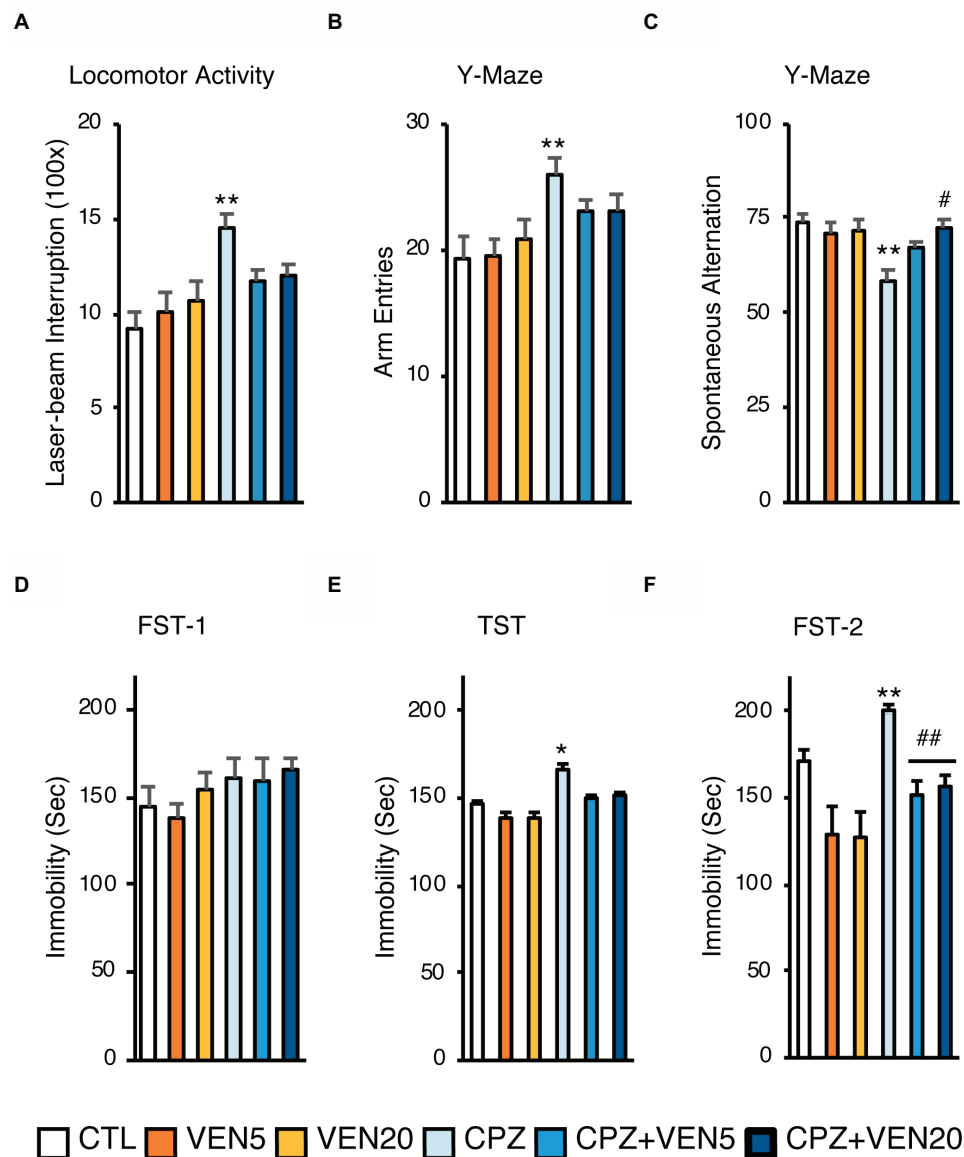 A
B
C
Locomotor Activity
Y-Maze
Y-Maze
Laser-beam Interruption (100x)
20
15
10
5
0
**
Arm Entries
30
20
10
0
**
Spontaneous Alternation
100
75
50
25
0
**
#
D
E
F
FST-1
TST
FST-2
Immobility (Sec)
200
150
100
50
0
Immobility (Sec)
200
150
100
50
0
*
Immobility (Sec)
200
150
100
50
0
**
##
CTL VEN5 VEN20 CPZ CPZ+VEN5 CPZ+VEN20